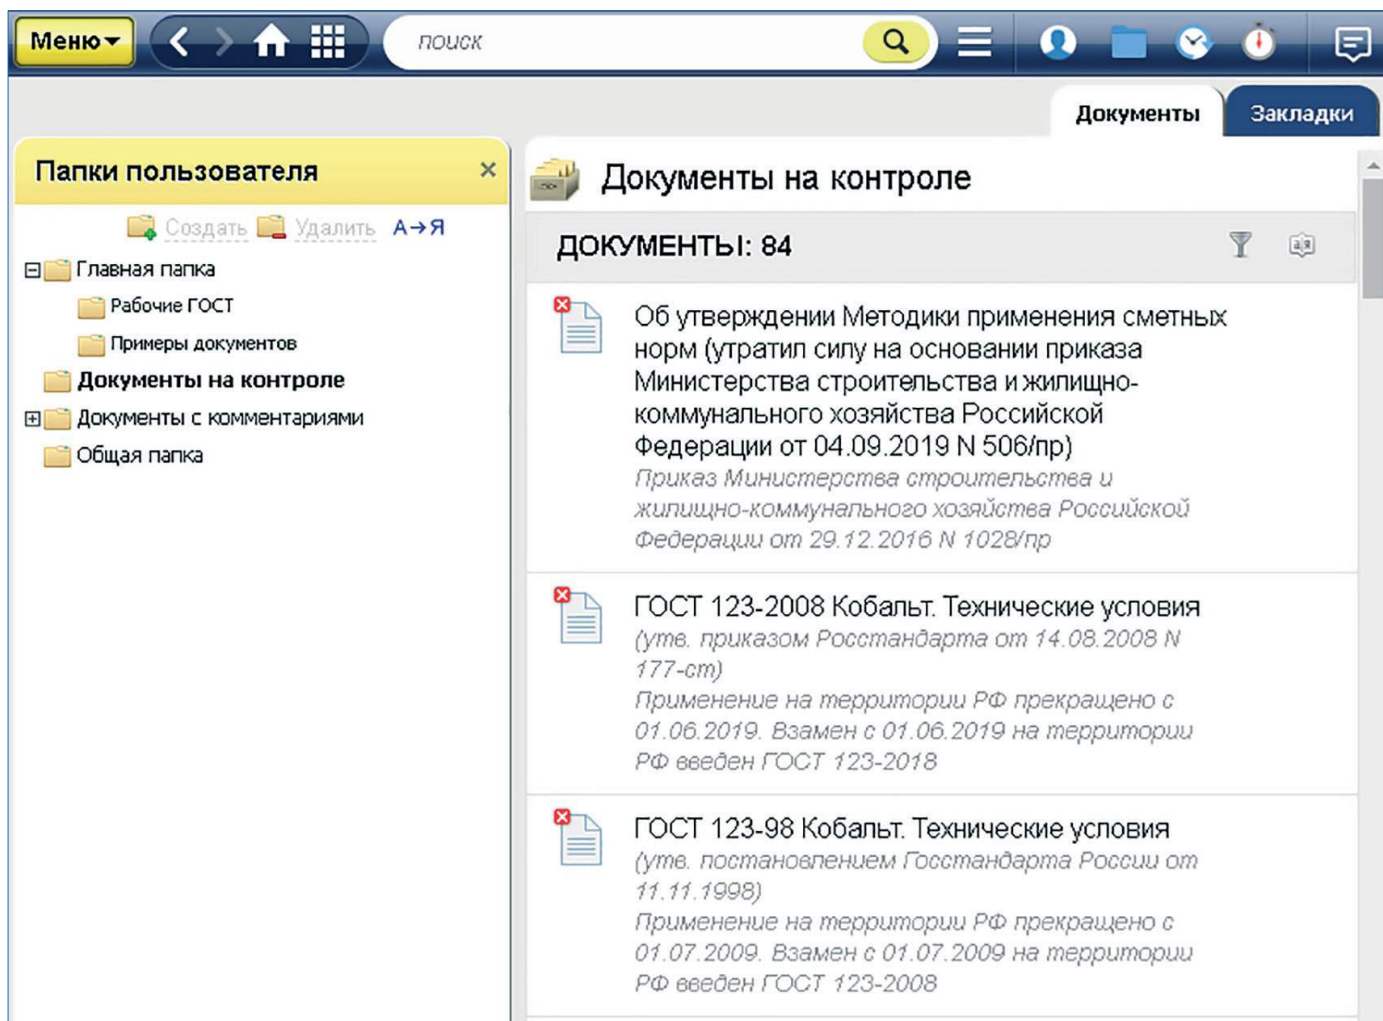 Меню
поиск
Документы
Закладки
Папки пользователя
Создать
Удалить
А→Я
Главная папка
Рабочие ГОСТ
Примеры документов
Документы на контроле
Документы с комментариями
Общая папка
Документы на контроле
ДОКУМЕНТЫ: 84
Об утверждении Методики применения сметных
норм (утратил силу на основании приказа
Министерства строительства и жилищно-
коммунального хозяйства Российской
Федерации от 04.09.2019 N 506/пр)
Приказ Министерства строительства и
жилищно-коммунального хозяйства Российской
Федерации от 29.12.2016 N 1028/пр
ГОСТ 123-2008 Кобальт. Технические условия
(утв. приказом Росстандарта от 14.08.2008 N
177-ст)
Применение на территории РФ прекращено с
01.06.2019. Взамен с 01.06.2019 на территории
РФ введен ГОСТ 123-2018
ГОСТ 123-98 Кобальт. Технические условия
(утв. постановлением Госстандарта России от
11.11.1998)
Применение на территории РФ прекращено с
01.07.2009. Взамен с 01.07.2009 на территории
РФ введен ГОСТ 123-2008